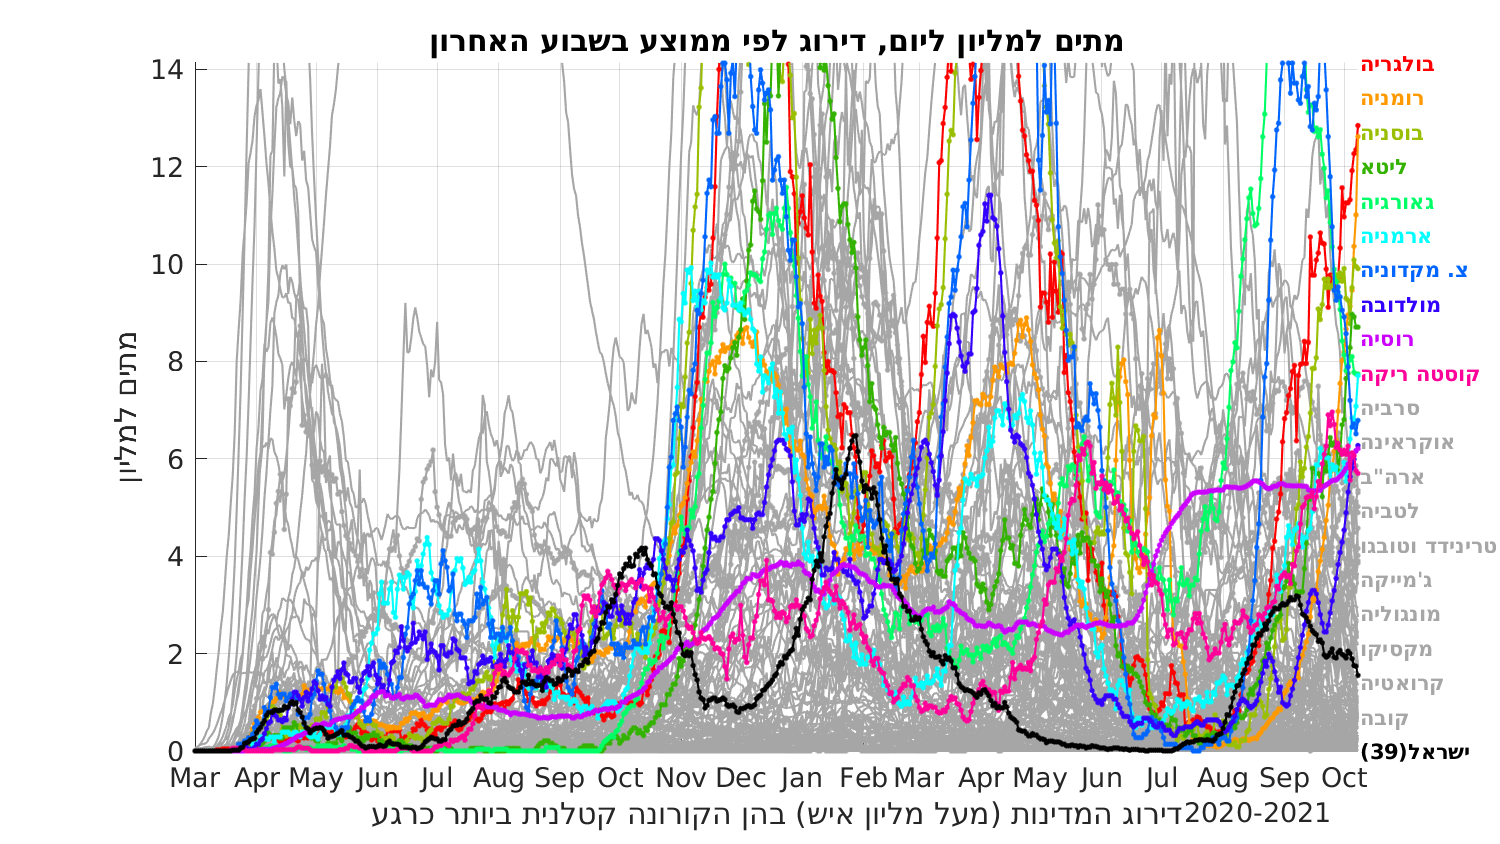 מתים למליון ליום, דירוג לפי ממוצע בשבוע האחרון
מתים למליון
14
12
10
8
6
4
2
0
Mar Apr May Jun Jul Aug Sep Oct Nov Dec Jan Feb Mar Apr May Jun Jul Aug Sep Oct
דירוג המדינות (מעל מליון איש) בהן הקורונה קטלנית ביותר כרגע2020-2021
בולגריה
רומניה
בוסניה
ליטא
גאורגיה
ארמניה
צ. מקדוניה
מולדובה
רוסיה
קוסטה ריקה
סרביה
אוקראינה
ארה"ב
לטביה
טרינידד וטובגו
ג'מייקה
מונגוליה
מקסיקו
קרואטיה
קובה
ישראל(39)